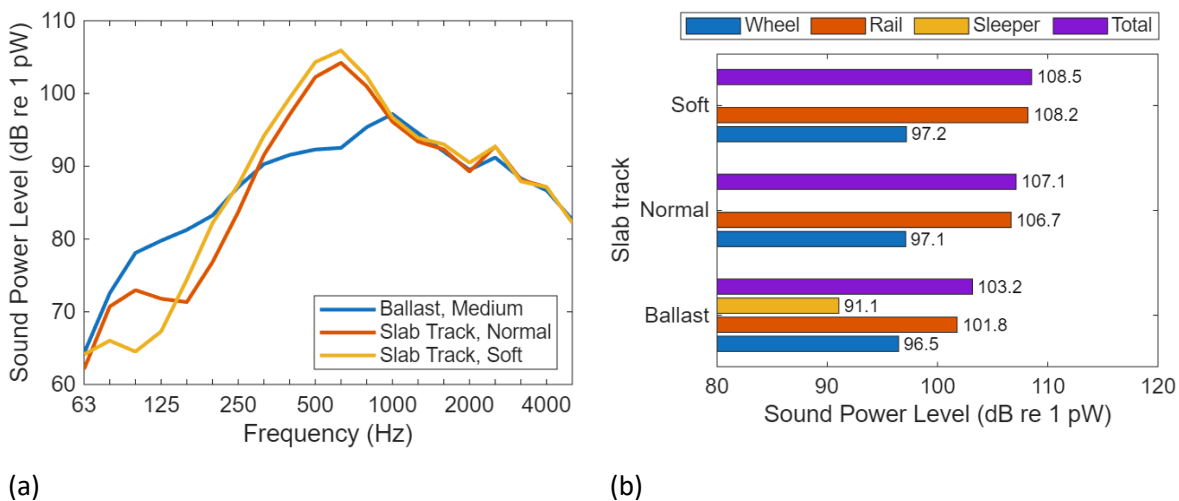 110
100
90
80
70
60
Sound Power Level (dB re 1 pW)
63 125 250 500 1000 2000 4000
Frequency (Hz)
Ballast, Medium
Slab Track, Normal
Slab Track, Soft
(a)
Wheel Rail Sleeper Total
Slab track
Soft
108.5
108.2
97.2
Normal
107.1
106.7
97.1
Ballast
103.2
91.1
101.8
96.5
80 90 100 110 120
Sound Power Level (dB re 1 pW)
(b)